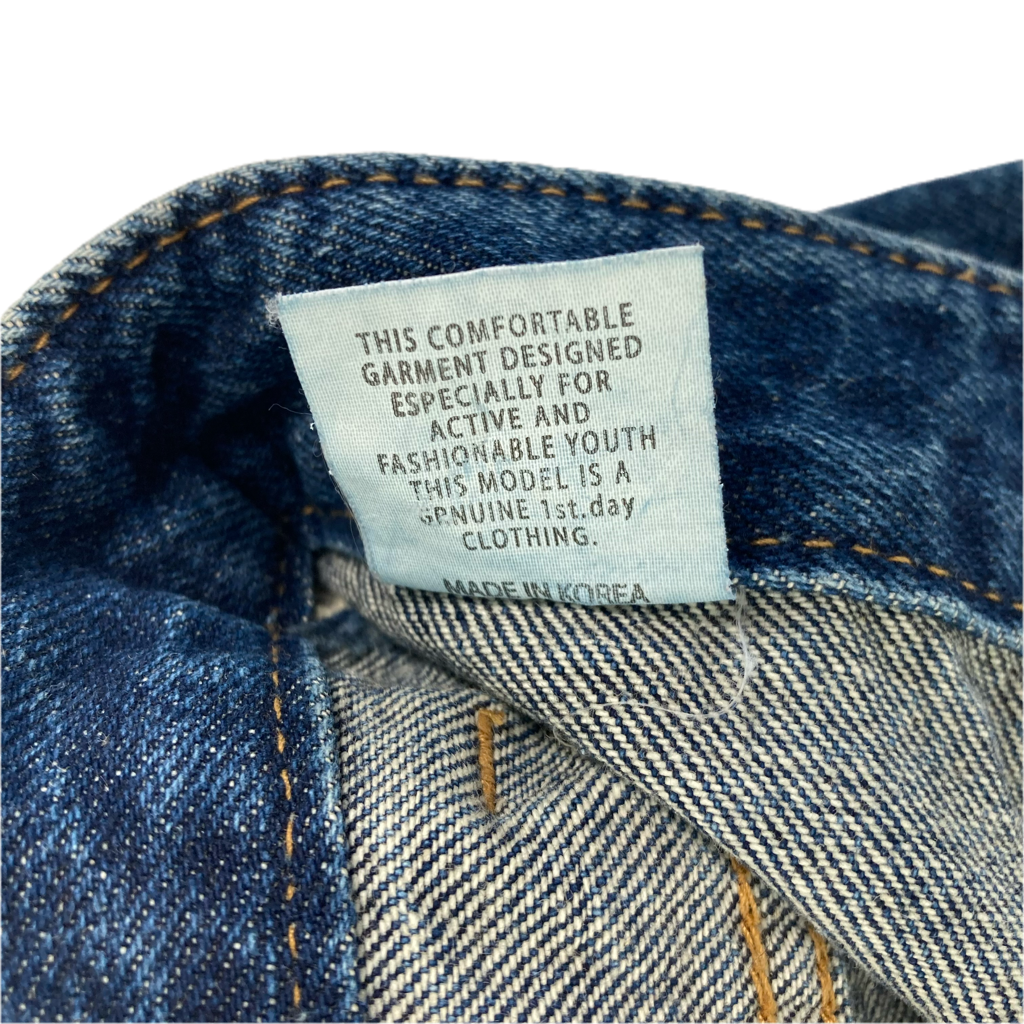 THIS COMFORTABLE
GARMENT DESIGNED
ESPECIALLY FOR
ACTIVE AND
FASHIONABLE YOUTH
THIS MODEL IS A
GENUINE 1st.day
CLOTHING.
MADE IN KOREA